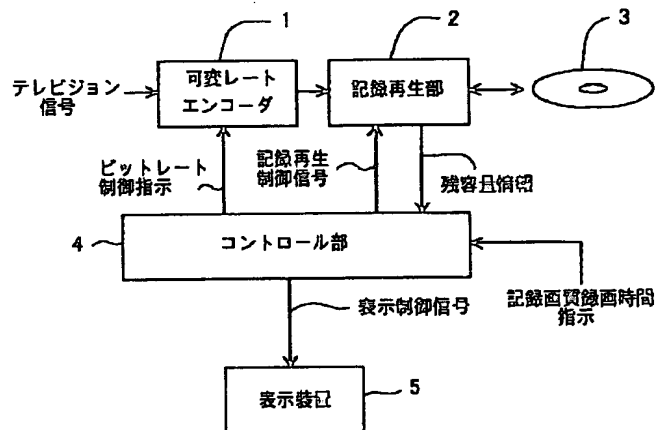 1
2
3
テレビジョン
信号
可変レート
エンコーダ
記録再生部
ビットレート
制御指示
記録再生
制御信号
残容量情報
4
コントロール部
記録画質録画時間
指示
表示制御信号
表示装置
5